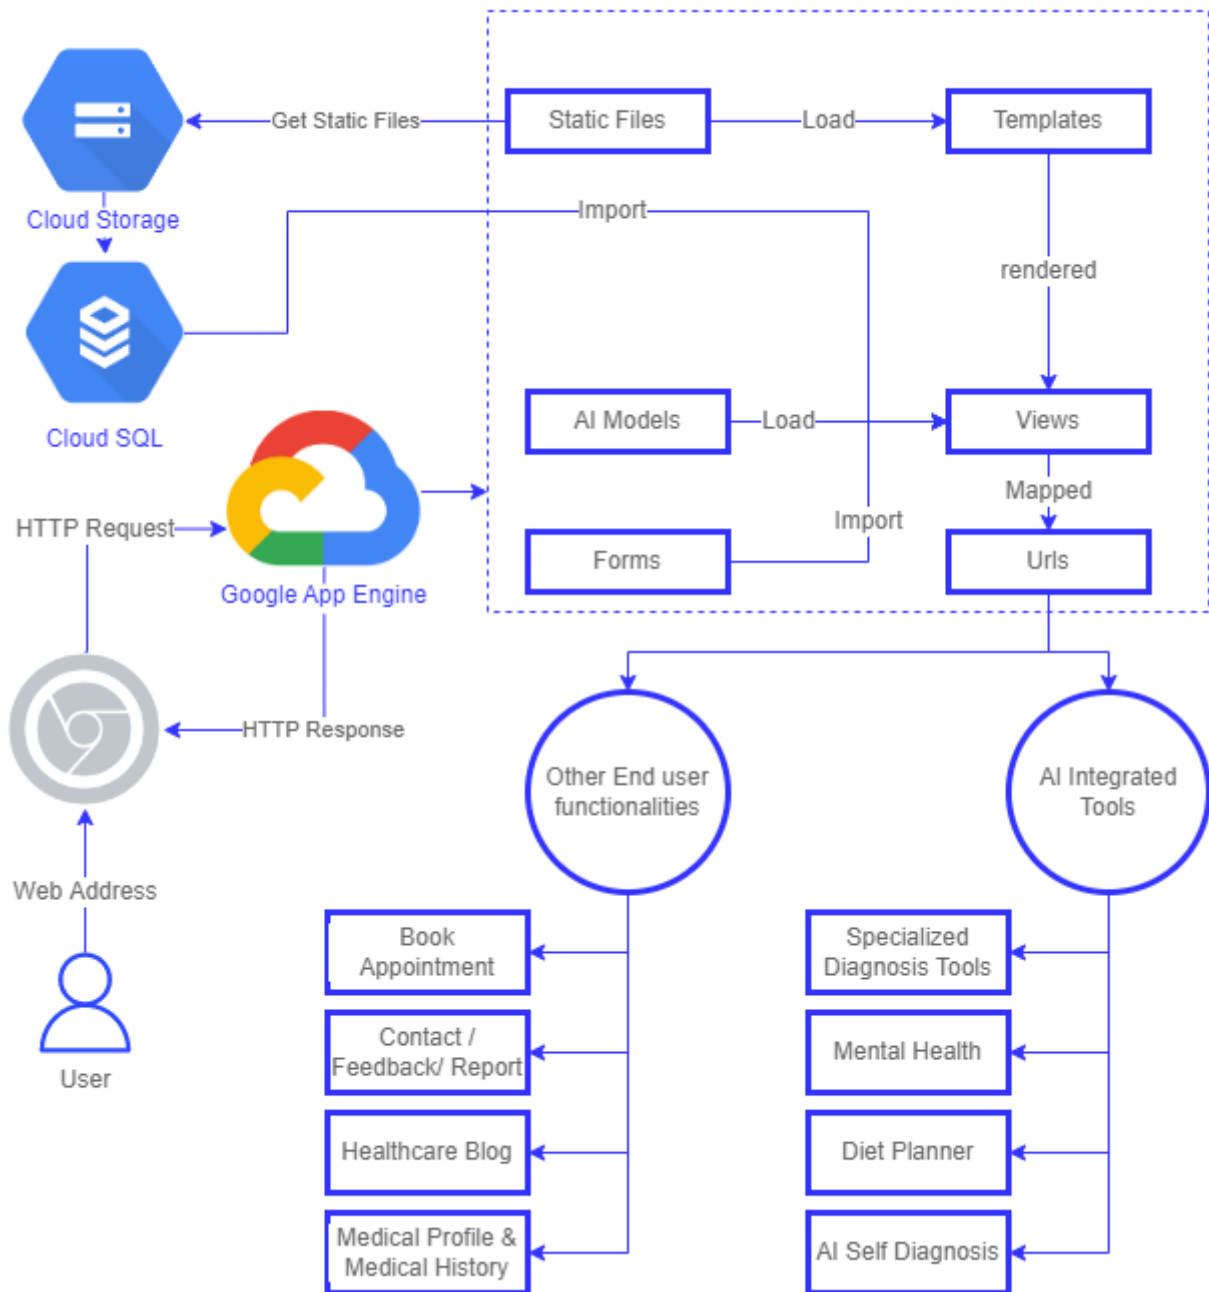 Get Static Files
Static Files
Load
Templates
Cloud Storage
Import
rendered
Cloud SQL
AI Models
Load
Views
Mapped
HTTP Request
Import
Forms
Urls
Google App Engine
HTTP Response
Other End user
functionalities
AI Integrated
Tools
Web Address
User
Book
Appointment
Contact /
Feedback/ Report
Healthcare Blog
Medical Profile &
Medical History
Specialized
Diagnosis Tools
Mental Health
Diet Planner
AI Self Diagnosis